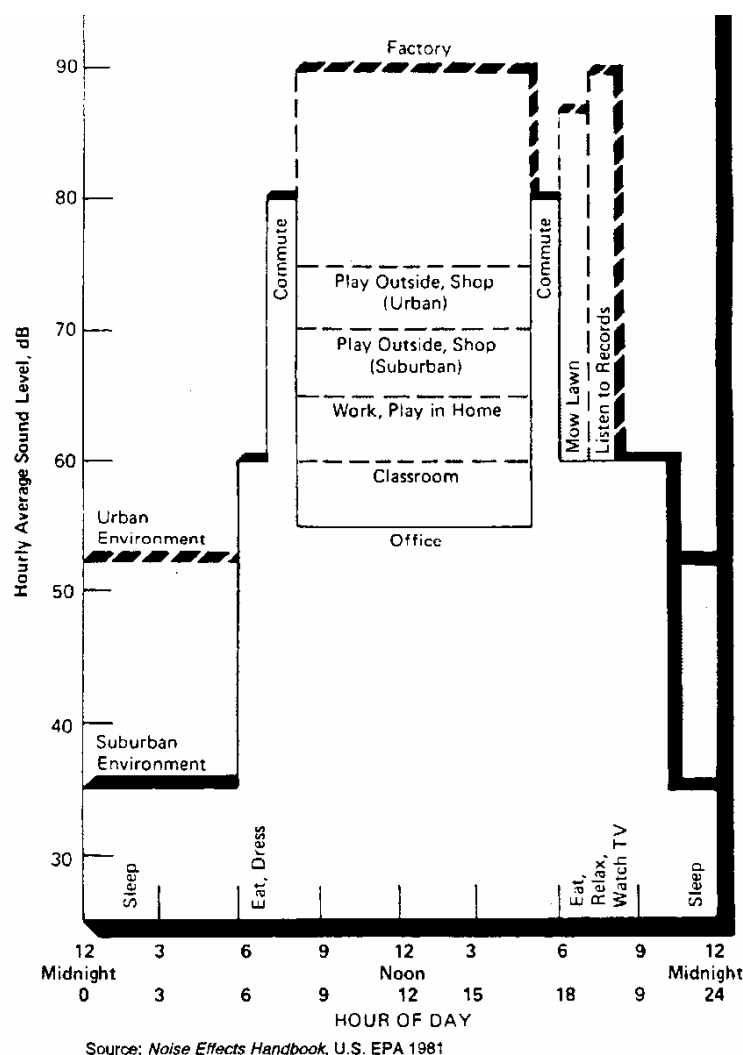 Factory
90
80
70
60
50
40
30
Hourly Average Sound Level, dB
Commute
Play Outside, Shop
(Urban)
Play Outside, Shop
(Suburban)
Work, Play in Home
Classroom
Office
Commute
Mow Lawn
Listen to Records
Urban
Environment
Suburban
Environment
Sleep
Eat, Dress
Eat,
Relax,
Watch TV
Sleep
12 3 6 9 12 3 6 9 12
Midnight Noon Midnight
0 3 6 9 12 15 18 9 24
HOUR OF DAY
Source: Noise Effects Handbook, U.S. EPA 1981